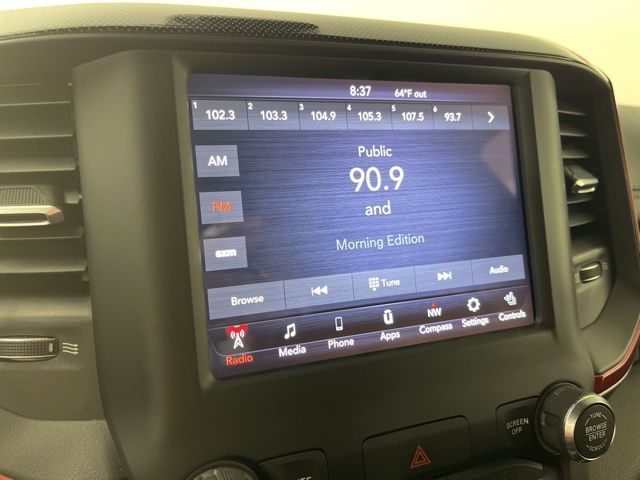 8:37 64°F out
1 102.3 2 103.3 3 104.9 4 105.3 5 107.5 6 93.7
AM
Public
FM
90.9
and
sxm
Morning Edition
Browse Tune Audio
Radio Media Phone Apps NW Compass Settings Controls
SCREEN OFF
TUNE BROWSE ENTER SCROLL